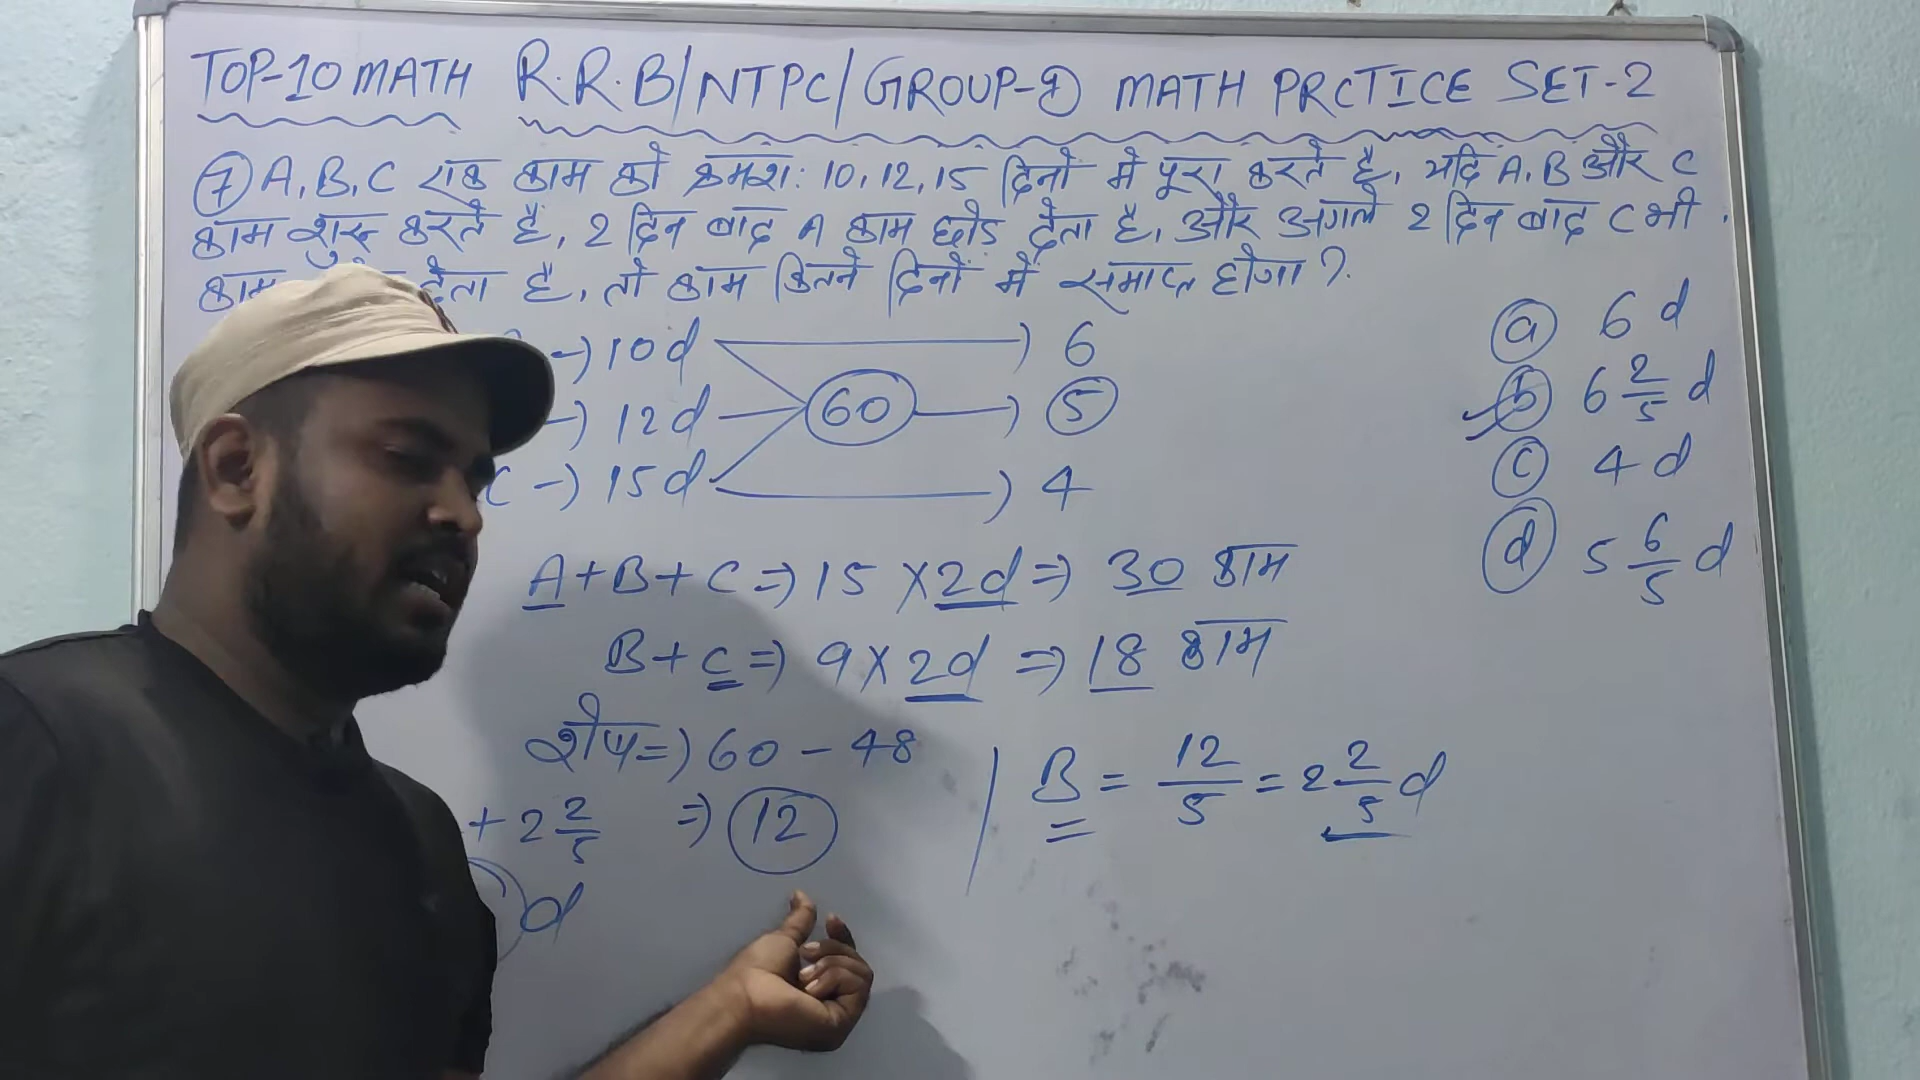 TOP-10 MATH R.R.B/NTPC/GROUP-D MATH PRCTICE SET-2
⑦ A, B, C एक काम को क्रमश: 10, 12, 15 दिनों मे पूरा करते है, यदि A, B और C
काम शुरू करते हैं, 2 दिन बाद A काम छोड देता है, और अगले 2 दिन बाद C भी
काम देता है, तो काम कितने दिनों में समाप्त होगा ?
→ 10d → 6
→ 12d 60 → 5
C → 15d → 4
(a) 6 d
(b) 6 2/5 d
(c) 4 d
(d) 5 6/5 d
A + B + C ⇒ 15 × 2d ⇒ 30 काम
B + C ⇒ 9 × 2d ⇒ 18 काम
शेष ⇒ 60 - 48
⇒ 12
B = 12/5 = 2 2/5 d
+ 2 2/5
d